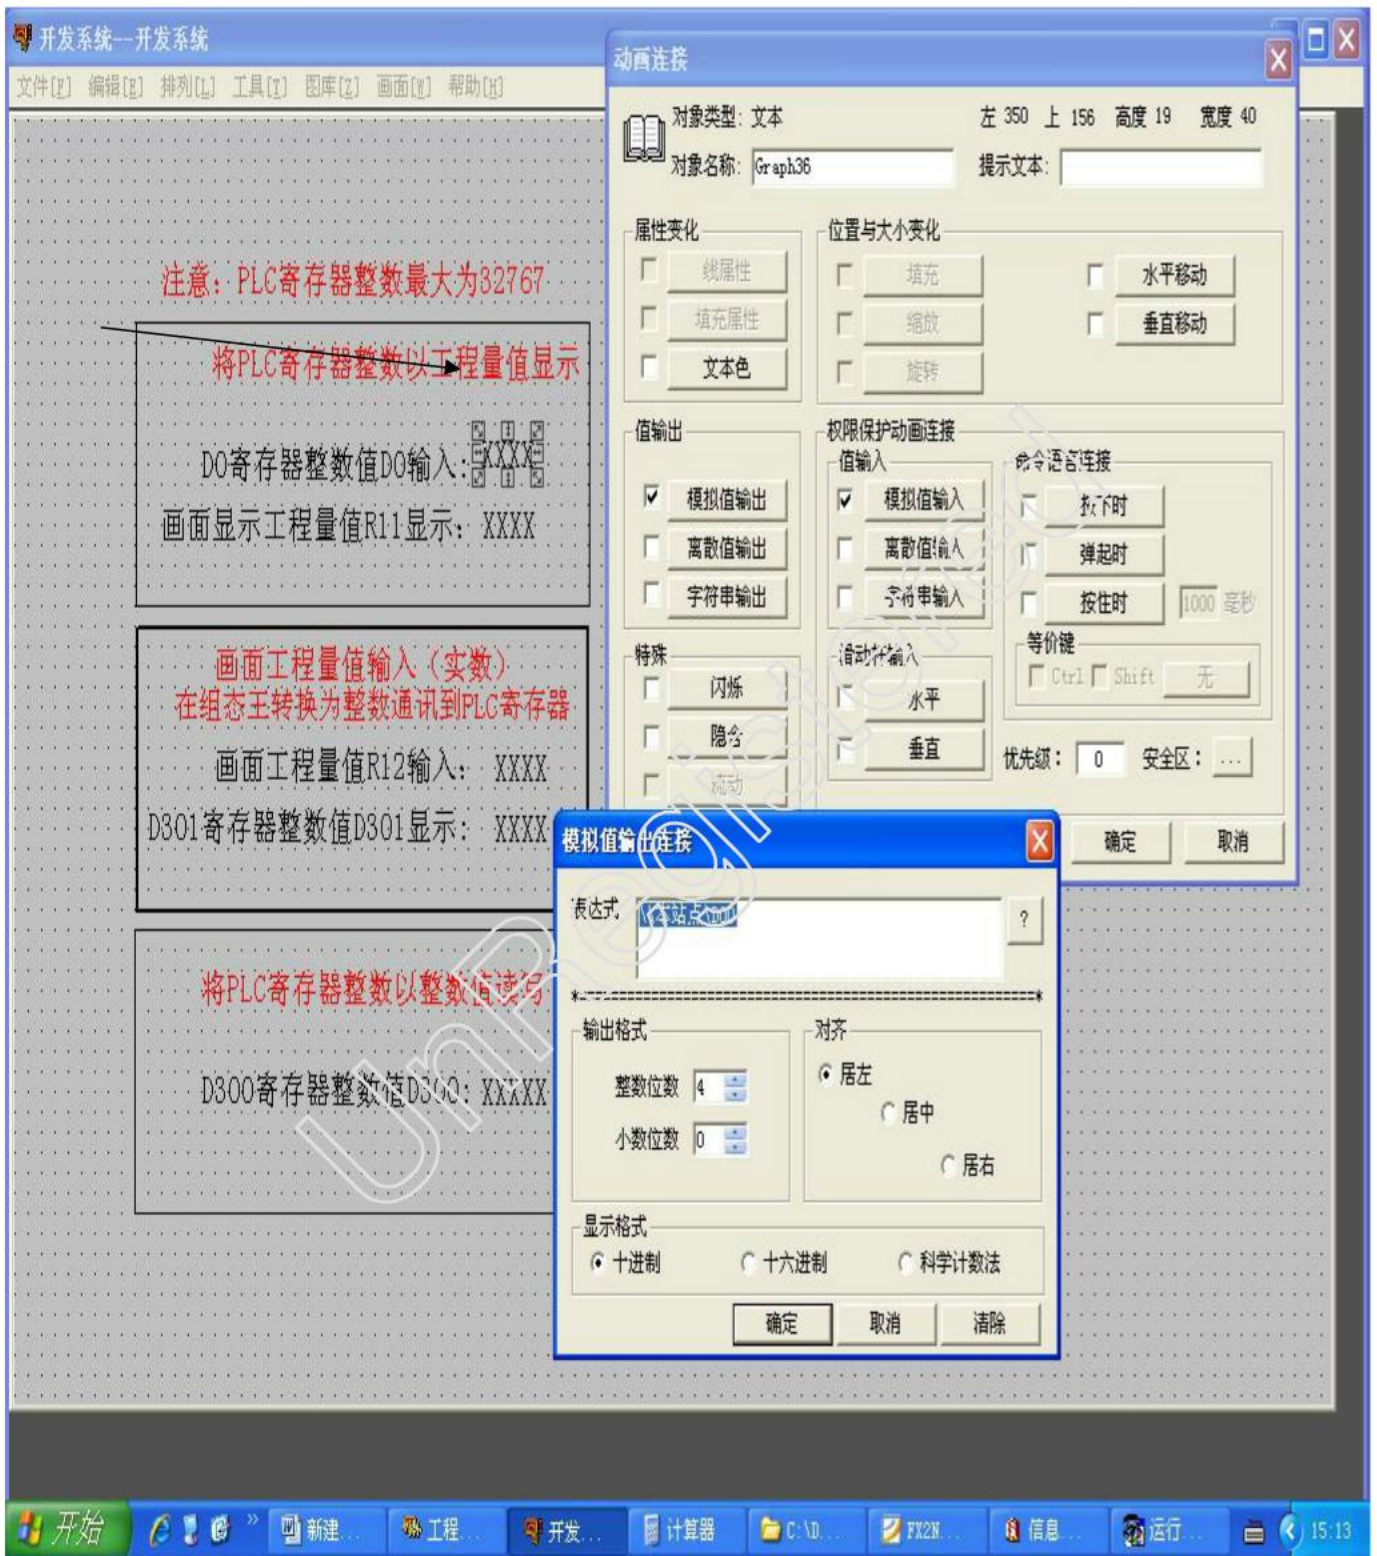 开发系统--开发系统
文件[F] 编辑[E] 排列[L] 工具[T] 图库[Z] 画面[W] 帮助[H]
注意：PLC寄存器整数最大为32767
将PLC寄存器整数以工程量值显示
D0寄存器整数值D0输入:XXXX
画面显示工程量值R11显示：XXXX
画面工程量值输入（实数）
在组态王转换为整数通讯到PLC寄存器
画面工程量值R12输入： XXXX
D301寄存器整数值D301显示： XXXX
将PLC寄存器整数以整数值读写
D300寄存器整数值D300: XXXXX
动画连接
对象类型: 文本 左 350 上 156 高度 19 宽度 40
对象名称: Graph36 提示文本:
属性变化
线属性
填充属性
文本色
位置与大小变化
填充 水平移动
缩放 垂直移动
旋转
值输出
模拟值输出
离散值输出
字符串输出
权限保护动画连接
值输入
模拟值输入
离散值输入
字符串输入
命令语言连接
按下时
弹起时
按住时 1000 毫秒
等价键
Ctrl Shift 无
特殊
闪烁
隐含
流动
滑动杆输入
水平
垂直
优先级： 0 安全区： ...
确定 取消
模拟值输出连接
表达式 \\本站点\ ?
输出格式
整数位数 4
小数位数 0
对齐
居左
居中
居右
显示格式
十进制 十六进制 科学计数法
确定 取消 清除
UnRegistered
开始 » 新建... 工程... 开发... 计算器 C:\D... FX2N... 信息... 运行... 15:13